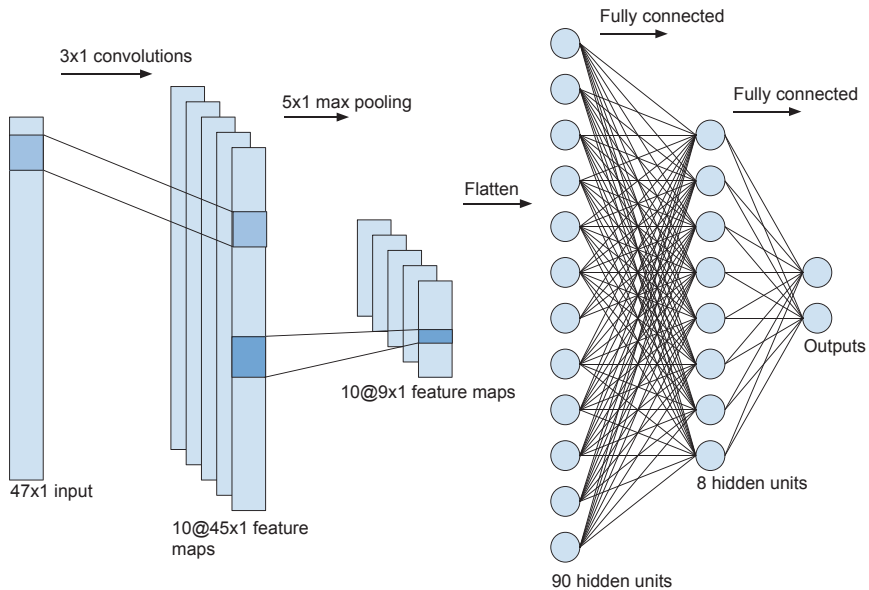 3x1 convolutions
47x1 input
5x1 max pooling
10@45x1 feature
maps
10@9x1 feature maps
Flatten
Fully connected
90 hidden units
Fully connected
8 hidden units
Outputs